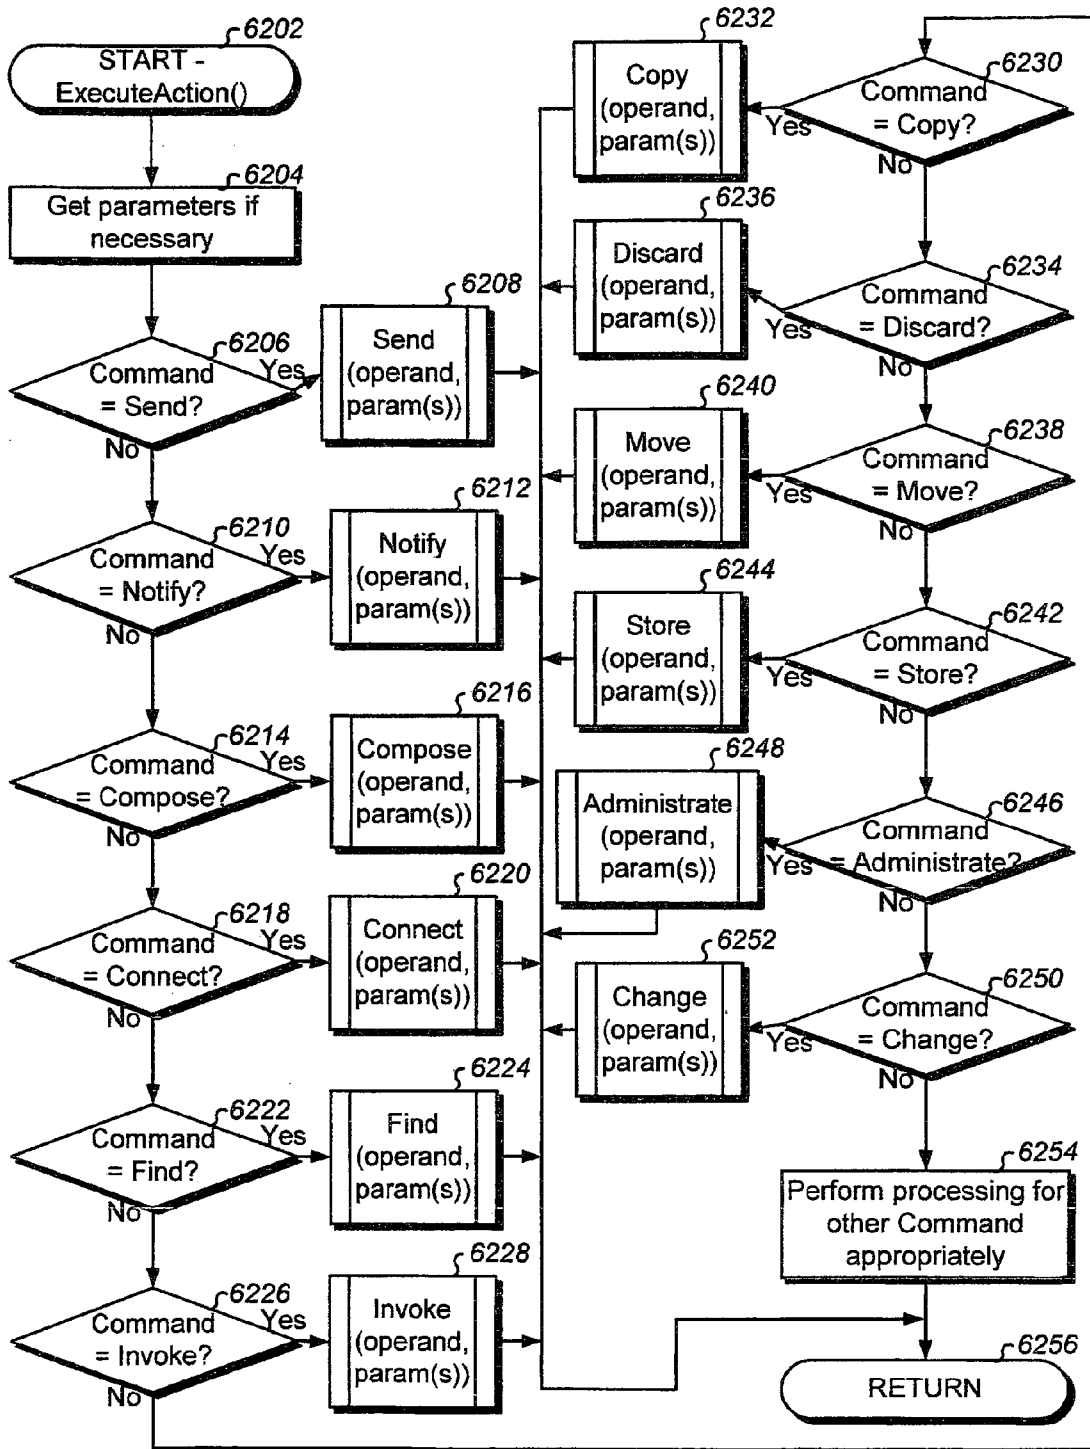 6202
START -
ExecuteAction()
6204
Get parameters if
necessary
6206
Command
= Send?
Yes
No
6208
Send
(operand,
param(s))
6210
Command
= Notify?
Yes
No
6212
Notify
(operand,
param(s))
6214
Command
= Compose?
Yes
No
6216
Compose
(operand,
param(s))
6218
Command
= Connect?
Yes
No
6220
Connect
(operand,
param(s))
6222
Command
= Find?
Yes
No
6224
Find
(operand,
param(s))
6226
Command
= Invoke?
Yes
No
6228
Invoke
(operand,
param(s))
6230
Command
= Copy?
Yes
No
6232
Copy
(operand,
param(s))
6234
Command
= Discard?
Yes
No
6236
Discard
(operand,
param(s))
6238
Command
= Move?
Yes
No
6240
Move
(operand,
param(s))
6242
Command
= Store?
Yes
No
6244
Store
(operand,
param(s))
6246
Command
= Administrate?
Yes
No
6248
Administrate
(operand,
param(s))
6250
Command
= Change?
Yes
No
6252
Change
(operand,
param(s))
6254
Perform processing for
other Command
appropriately
6256
RETURN